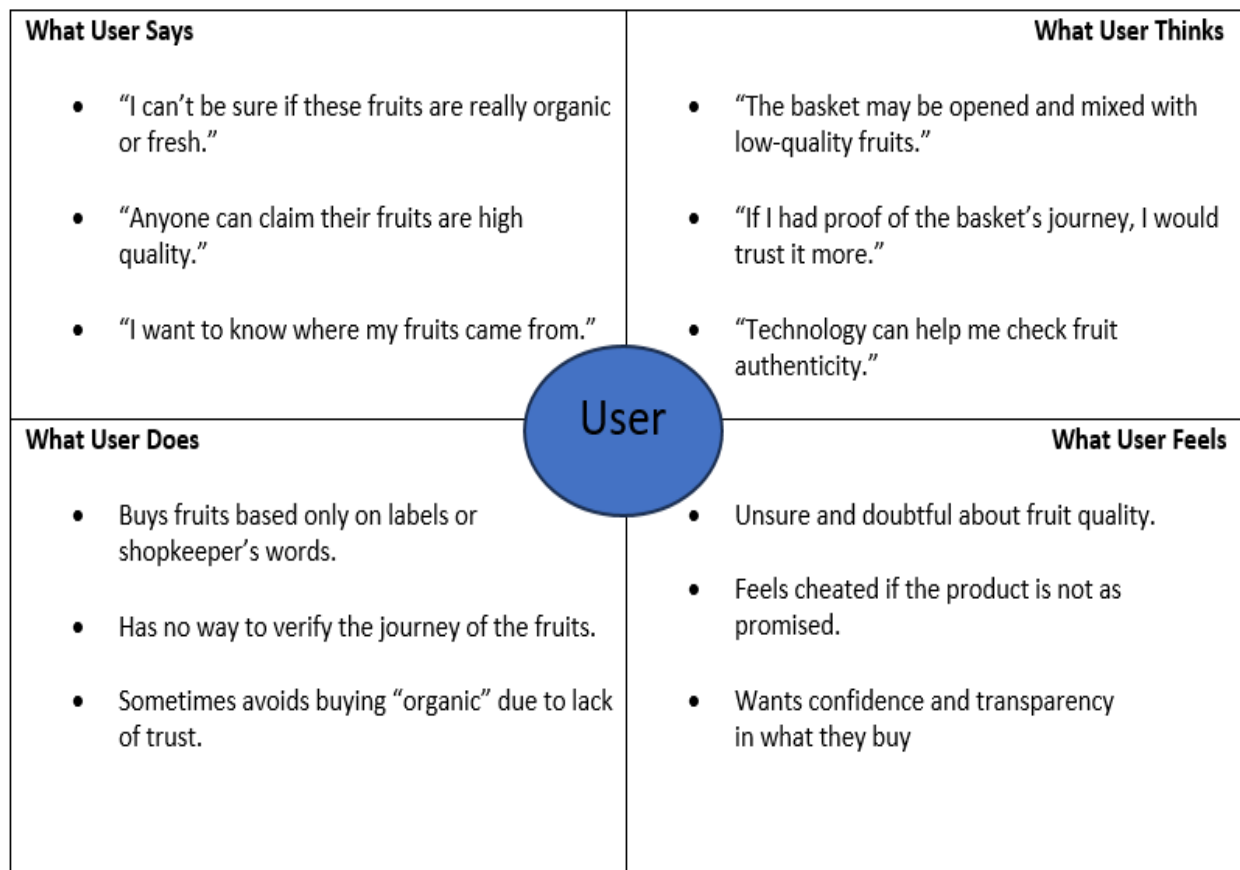 What User Says
• “I can’t be sure if these fruits are really organic
or fresh.”
• “Anyone can claim their fruits are high
quality.”
• “I want to know where my fruits came from.”
What User Thinks
• “The basket may be opened and mixed with
low-quality fruits.”
• “If I had proof of the basket’s journey, I would
trust it more.”
• “Technology can help me check fruit
authenticity.”
User
What User Does
• Buys fruits based only on labels or
shopkeeper’s words.
• Has no way to verify the journey of the fruits.
• Sometimes avoids buying “organic” due to lack
of trust.
What User Feels
• Unsure and doubtful about fruit quality.
• Feels cheated if the product is not as
promised.
• Wants confidence and transparency
in what they buy